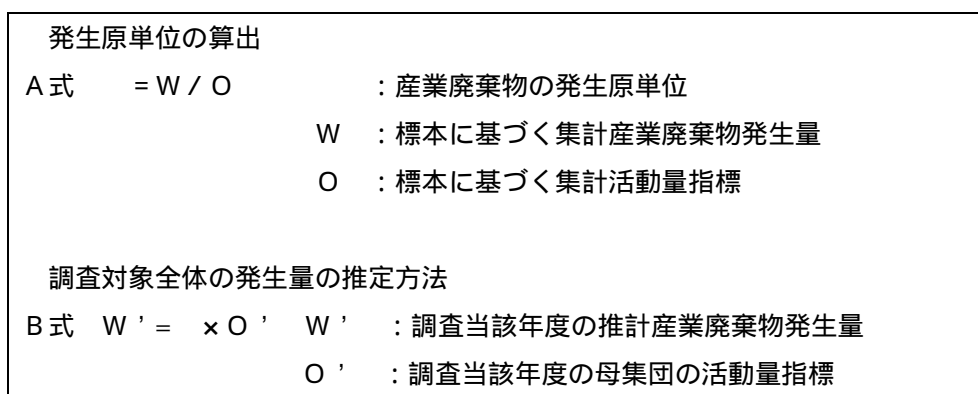 発生原単位の算出
A式 =W/O :産業廃棄物の発生原単位
W :標本に基づく集計産業廃棄物発生量
O :標本に基づく集計活動量指標
調査対象全体の発生量の推定方法
B式 W'= ×O' W' :調査当該年度の推計産業廃棄物発生量
O' :調査当該年度の母集団の活動量指標